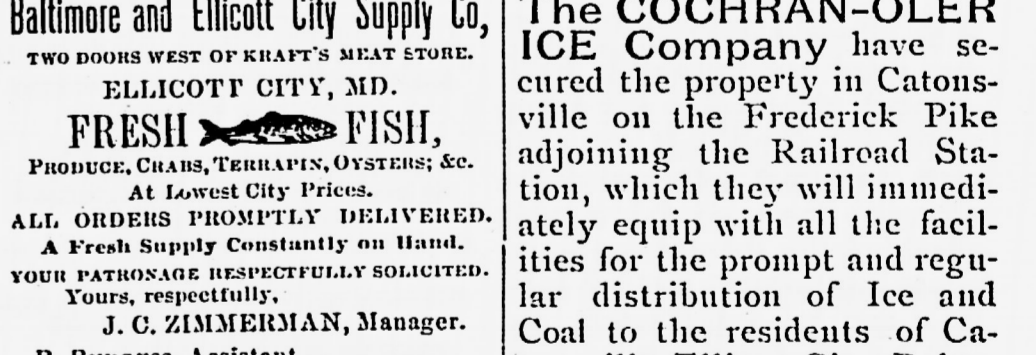 Baltimore and Ellicott City Supply Co,
TWO DOORS WEST OF KRAFT'S MEAT STORE.
ELLICOTT CITY, MD.
FRESH FISH,
PRODUCE, CRABS, TERRAPIN, OYSTERS; &c.
At Lowest City Prices.
ALL ORDERS PROMPTLY DELIVERED.
A Fresh Supply Constantly on Hand.
YOUR PATRONAGE RESPECTFULLY SOLICITED.
Yours, respectfully,
J. C. ZIMMERMAN, Manager.
The COCHRAN-OLER
ICE Company have se-
cured the property in Catons-
ville on the Frederick Pike
adjoining the Railroad Sta-
tion, which they will immedi-
ately equip with all the facil-
ities for the prompt and regu-
lar distribution of Ice and
Coal to the residents of Ca-